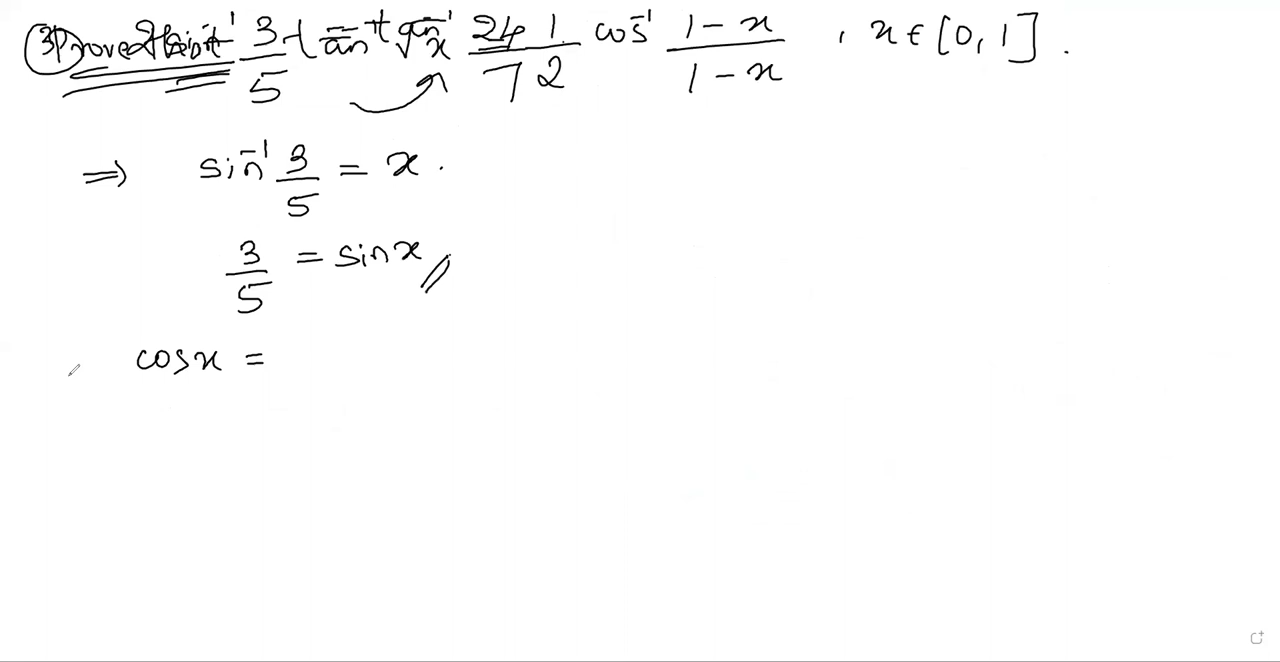 3) Prove that sin⁻¹ 3/5 tan⁻¹ √x 24/7 1/2 cos⁻¹ (1 - x)/(1 - x) , x ∈ [0, 1] .
⇒ sin⁻¹ 3/5 = x .
3/5 = sin x //
cos x =